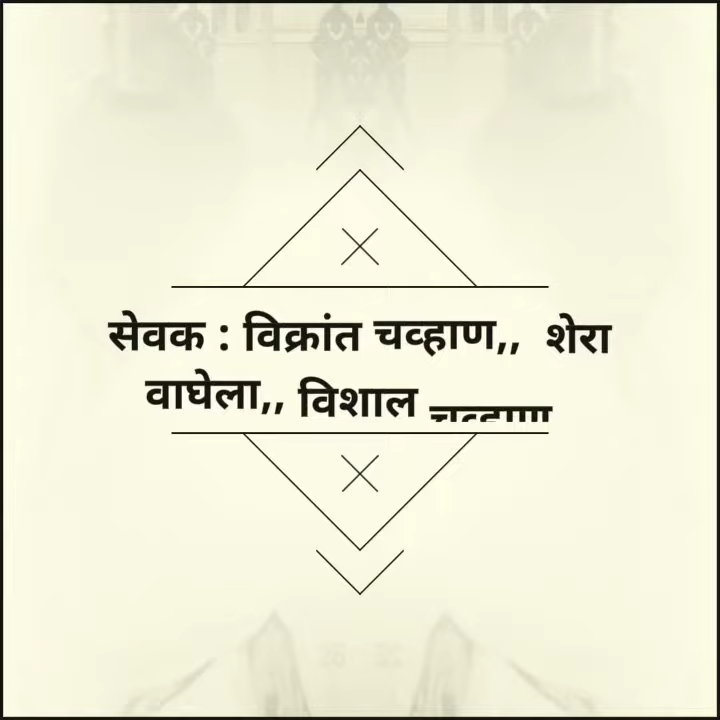 सेवक : विक्रांत चव्हाण,, शेरा
वाघेला,, विशाल